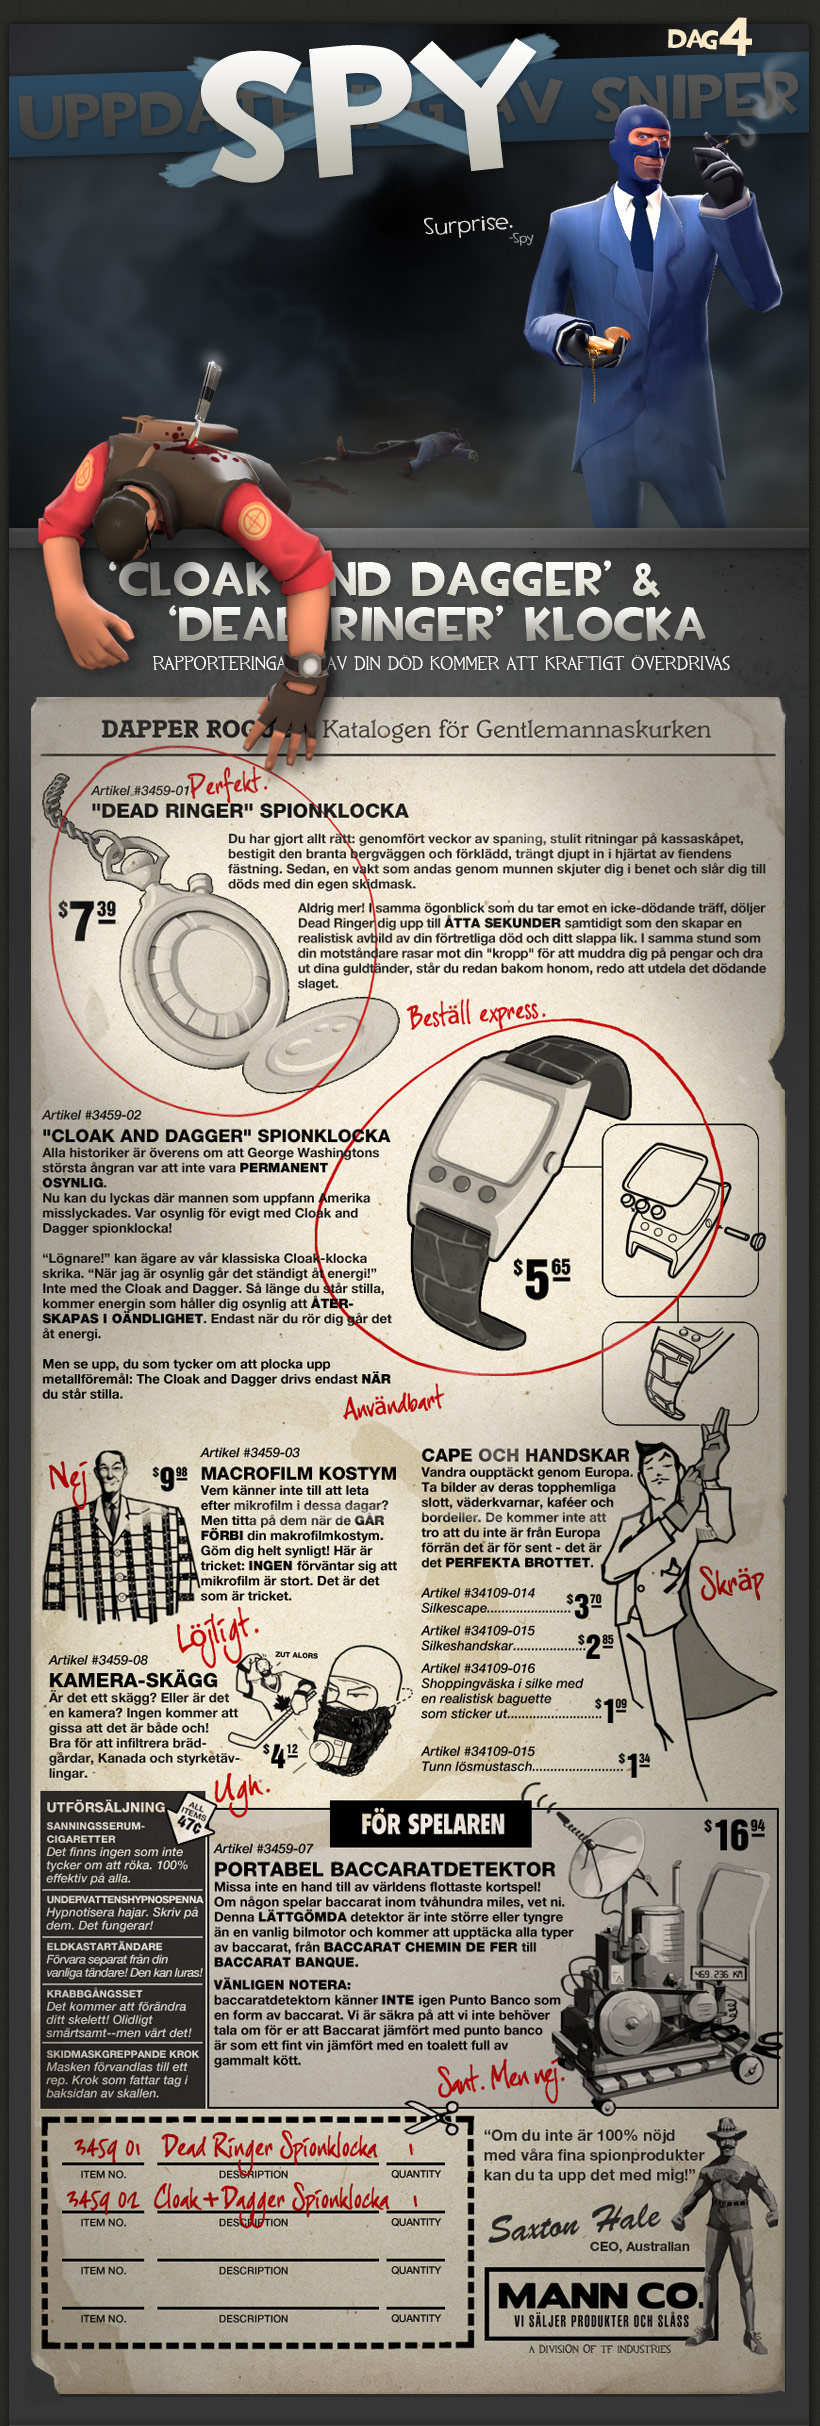 DAG 4
SPY
UPPDATERING AV SNIPER
Surprise.
-Spy
'CLOAK AND DAGGER' &
'DEAD RINGER' KLOCKA
RAPPORTERINGA AV DIN DÖD KOMMER ATT KRAFTIGT ÖVERDRIVAS
DAPPER ROGU Katalogen för Gentlemannaskurken
Artikel #3459-01
Perfekt.
"DEAD RINGER" SPIONKLOCKA
Du har gjort allt rätt: genomfört veckor av spaning, stulit ritningar på kassaskåpet,
bestigit den branta bergväggen och förklädd, trängt djupt in i hjärtat av fiendens
fästning. Sedan, en vakt som andas genom munnen skjuter dig i benet och slår dig till
döds med din egen skidmask.
$7 39
Aldrig mer! I samma ögonblick som du tar emot en icke-dödande träff, döljer
Dead Ringer dig upp till ÅTTA SEKUNDER samtidigt som den skapar en
realistisk avbild av din förtretliga död och ditt slappa lik. I samma stund som
din motståndare rasar mot din "kropp" för att muddra dig på pengar och dra
ut dina guldtänder, står du redan bakom honom, redo att utdela det dödande
slaget.
Beställ express.
Artikel #3459-02
"CLOAK AND DAGGER" SPIONKLOCKA
Alla historiker är överens om att George Washingtons
största ångran var att inte vara PERMANENT
OSYNLIG.
Nu kan du lyckas där mannen som uppfann Amerika
misslyckades. Var osynlig för evigt med Cloak and
Dagger spionklocka!
“Lögnare!” kan ägare av vår klassiska Cloak-klocka
skrika. “När jag är osynlig går det ständigt åt energi!”
Inte med the Cloak and Dagger. Så länge du står stilla,
kommer energin som håller dig osynlig att ÅTER-
SKAPAS I OÄNDLIGHET. Endast när du rör dig går det
åt energi.
Men se upp, du som tycker om att plocka upp
metallföremål: The Cloak and Dagger drivs endast NÄR
du står stilla.
$5 65
Användbart
Nej
$9 98
Artikel #3459-03
MACROFILM KOSTYM
Vem känner inte till att leta
efter mikrofilm i dessa dagar?
Men titta på dem när de GÅR
FÖRBI din makrofilmkostym.
Göm dig helt synligt! Här är
tricket: INGEN förväntar sig att
mikrofilm är stort. Det är det
som är tricket.
CAPE OCH HANDSKAR
Vandra oupptäckt genom Europa.
Ta bilder av deras topphemliga
slott, väderkvarnar, kaféer och
bordeller. De kommer inte att
tro att du inte är från Europa
förrän det är för sent - det är
det PERFEKTA BROTTET.
Skräp
Artikel #34109-014
Silkescape....................... $3 70
Artikel #34109-015
Silkeshandskar................... $2 85
Artikel #34109-016
Shoppingväska i silke med
en realistisk baguette
som sticker ut......................... $1 09
Artikel #34109-015
Tunn lösmustasch........................ $1 34
Löjligt.
Artikel #3459-08
KAMERA-SKÄGG
Är det ett skägg? Eller är det
en kamera? Ingen kommer att
gissa att det är både och!
Bra för att infiltrera bräd-
gårdar, Kanada och styrketäv-
lingar.
ZUT ALORS
$4 12
Ugh.
UTFÖRSÄLJNING
ALL ITEMS 47¢
SANNINGSSERUM-
CIGARETTER
Det finns ingen som inte
tycker om att röka. 100%
effektiv på alla.
UNDERVATTENSHYPNOSPENNA
Hypnotisera hajar. Skriv på
dem. Det fungerar!
ELDKASTARTÄNDARE
Förvara separat från din
vanliga tändare! Den kan luras!
KRABBGÅNGSSET
Det kommer att förändra
ditt skelett! Olidligt
smärtsamt--men värt det!
SKIDMASKGREPPANDE KROK
Masken förvandlas till ett
rep. Krok som fattar tag i
baksidan av skallen.
FÖR SPELAREN
$16 94
Artikel #3459-07
PORTABEL BACCARATDETEKTOR
Missa inte en hand till av världens flottaste kortspel!
Om någon spelar baccarat inom tvåhundra miles, vet ni.
Denna LÄTTGÖMDA detektor är inte större eller tyngre
än en vanlig bilmotor och kommer att upptäcka alla typer
av baccarat, från BACCARAT CHEMIN DE FER till
BACCARAT BANQUE.
VÄNLIGEN NOTERA:
baccaratdetektorn känner INTE igen Punto Banco som
en form av baccarat. Vi är säkra på att vi inte behöver
tala om för er att Baccarat jämfört med punto banco
är som ett fint vin jämfört med en toalett full av
gammalt kött.
469.236 KM
Sant. Men nej.
3459 01 Dead Ringer Spionklocka 1
ITEM NO. DESCRIPTION QUANTITY
3459 02 Cloak + Dagger Spionklocka 1
ITEM NO. DESCRIPTION QUANTITY
ITEM NO. DESCRIPTION QUANTITY
ITEM NO. DESCRIPTION QUANTITY
“Om du inte är 100% nöjd
med våra fina spionprodukter
kan du ta upp det med mig!”
Saxton Hale
CEO, Australian
MANN CO.
VI SÄLJER PRODUKTER OCH SLÅSS
A DIVISION OF TF INDUSTRIES